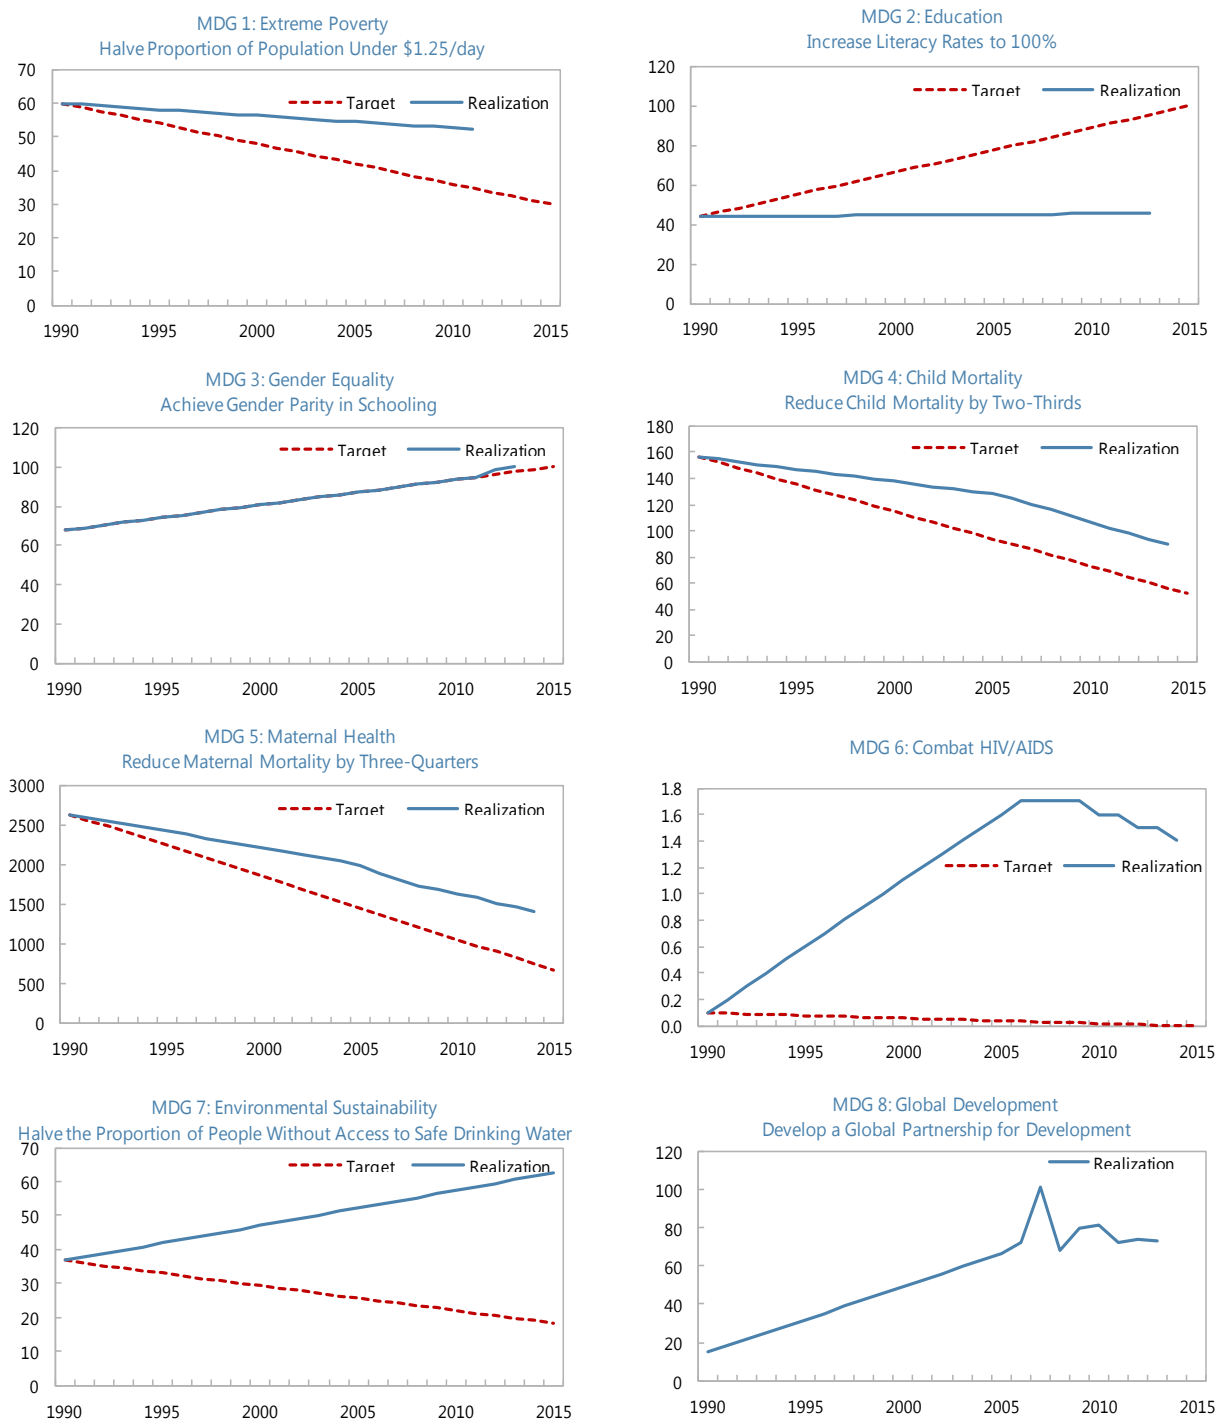 MDG 1: Extreme Poverty
Halve Proportion of Population Under $1.25/day
70
60
50
40
30
20
10
0
Target
Realization
1990 1995 2000 2005 2010 2015
MDG 2: Education
Increase Literacy Rates to 100%
120
100
80
60
40
20
0
Target
Realization
1990 1995 2000 2005 2010 2015
MDG 3: Gender Equality
Achieve Gender Parity in Schooling
120
100
80
60
40
20
0
Target
Realization
1990 1995 2000 2005 2010 2015
MDG 4: Child Mortality
Reduce Child Mortality by Two-Thirds
180
160
140
120
100
80
60
40
20
0
Target
Realization
1990 1995 2000 2005 2010 2015
MDG 5: Maternal Health
Reduce Maternal Mortality by Three-Quarters
3000
2500
2000
1500
1000
500
0
Target
Realization
1990 1995 2000 2005 2010 2015
MDG 6: Combat HIV/AIDS
1.8
1.6
1.4
1.2
1.0
0.8
0.6
0.4
0.2
0.0
Target
Realization
1990 1995 2000 2005 2010 2015
MDG 7: Environmental Sustainability
Halve the Proportion of People Without Access to Safe Drinking Water
70
60
50
40
30
20
10
0
Target
Realization
1990 1995 2000 2005 2010 2015
MDG 8: Global Development
Develop a Global Partnership for Development
120
100
80
60
40
20
0
Realization
1990 1995 2000 2005 2010 2015